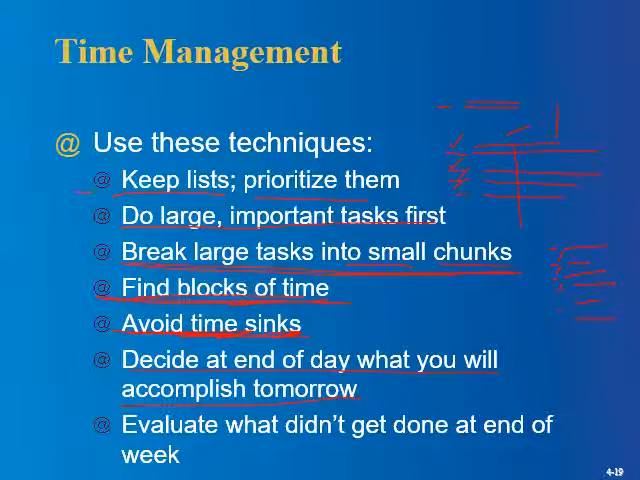 Time Management
@ Use these techniques:
@ Keep lists; prioritize them
@ Do large, important tasks first
@ Break large tasks into small chunks
@ Find blocks of time
@ Avoid time sinks
@ Decide at end of day what you will
accomplish tomorrow
@ Evaluate what didn't get done at end of
week
4-19